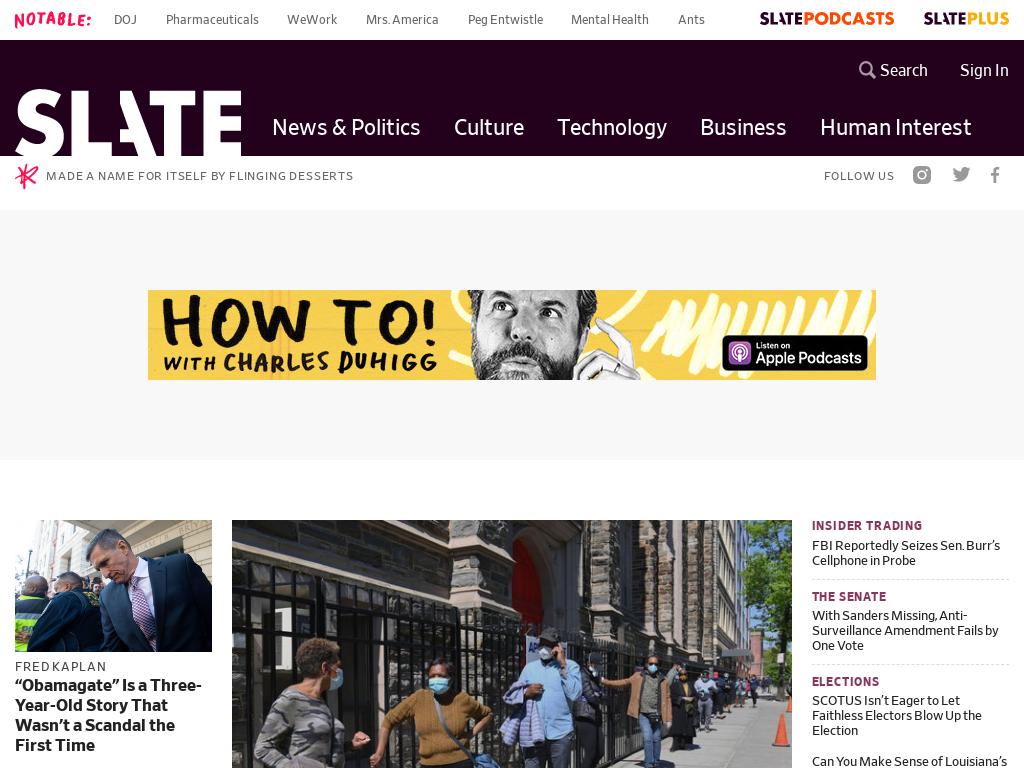 NOTABLE:
DOJ
Pharmaceuticals
WeWork
Mrs. America
Peg Entwistle
Mental Health
Ants
SLATEPODCASTS
SLATEPLUS
Search
Sign In
SLATE
News & Politics
Culture
Technology
Business
Human Interest
MADE A NAME FOR ITSELF BY FLINGING DESSERTS
FOLLOW US
HOW TO!
WITH CHARLES DUHIGG
Listen on
Apple Podcasts
FRED KAPLAN
“Obamagate” Is a Three-
Year-Old Story That
Wasn’t a Scandal the
First Time
INSIDER TRADING
FBI Reportedly Seizes Sen. Burr’s
Cellphone in Probe
THE SENATE
With Sanders Missing, Anti-
Surveillance Amendment Fails by
One Vote
ELECTIONS
SCOTUS Isn’t Eager to Let
Faithless Electors Blow Up the
Election
Can You Make Sense of Louisiana’s